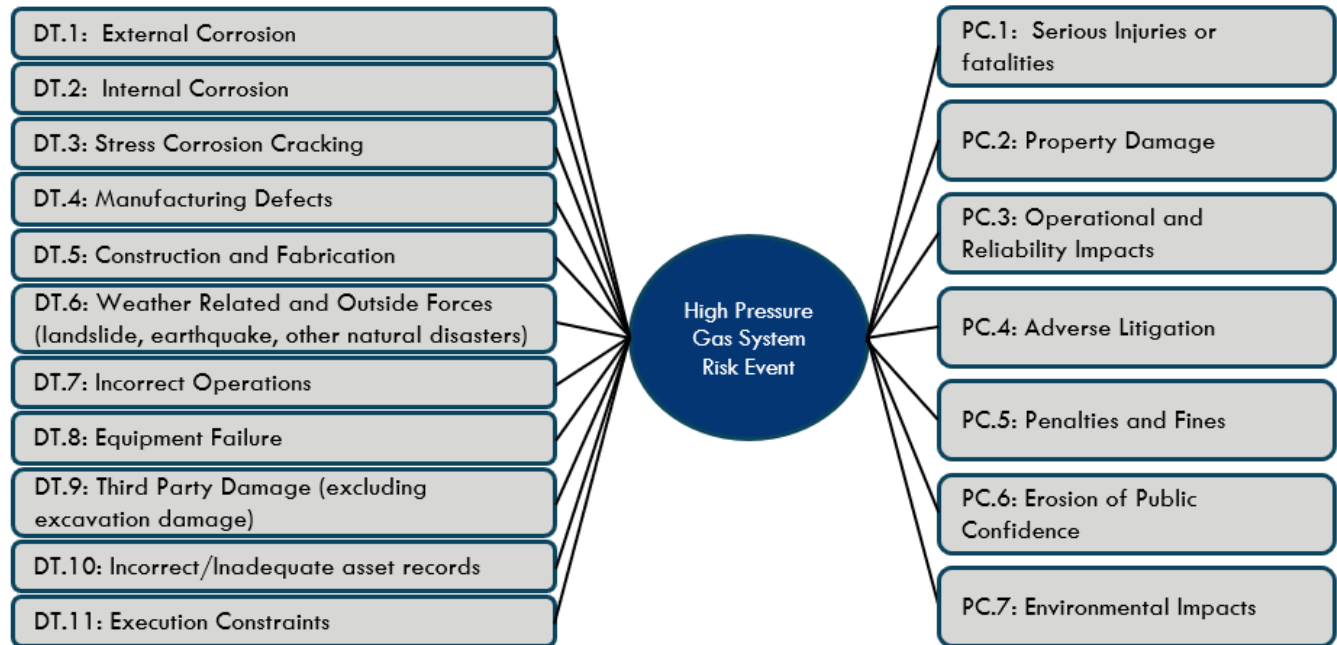 DT.1:  External Corrosion
DT.2:  Internal Corrosion
DT.3: Stress Corrosion Cracking
DT.4: Manufacturing Defects
DT.5: Construction and Fabrication
DT.6: Weather Related and Outside Forces
(landslide, earthquake, other natural disasters)
DT.7: Incorrect Operations
DT.8: Equipment Failure
DT.9: Third Party Damage (excluding
excavation damage)
DT.10: Incorrect/Inadequate asset records
DT.11: Execution Constraints
High Pressure
Gas System
Risk Event
PC.1:  Serious Injuries or
fatalities
PC.2: Property Damage
PC.3: Operational and
Reliability Impacts
PC.4: Adverse Litigation
PC.5: Penalties and Fines
PC.6: Erosion of Public
Confidence
PC.7: Environmental Impacts